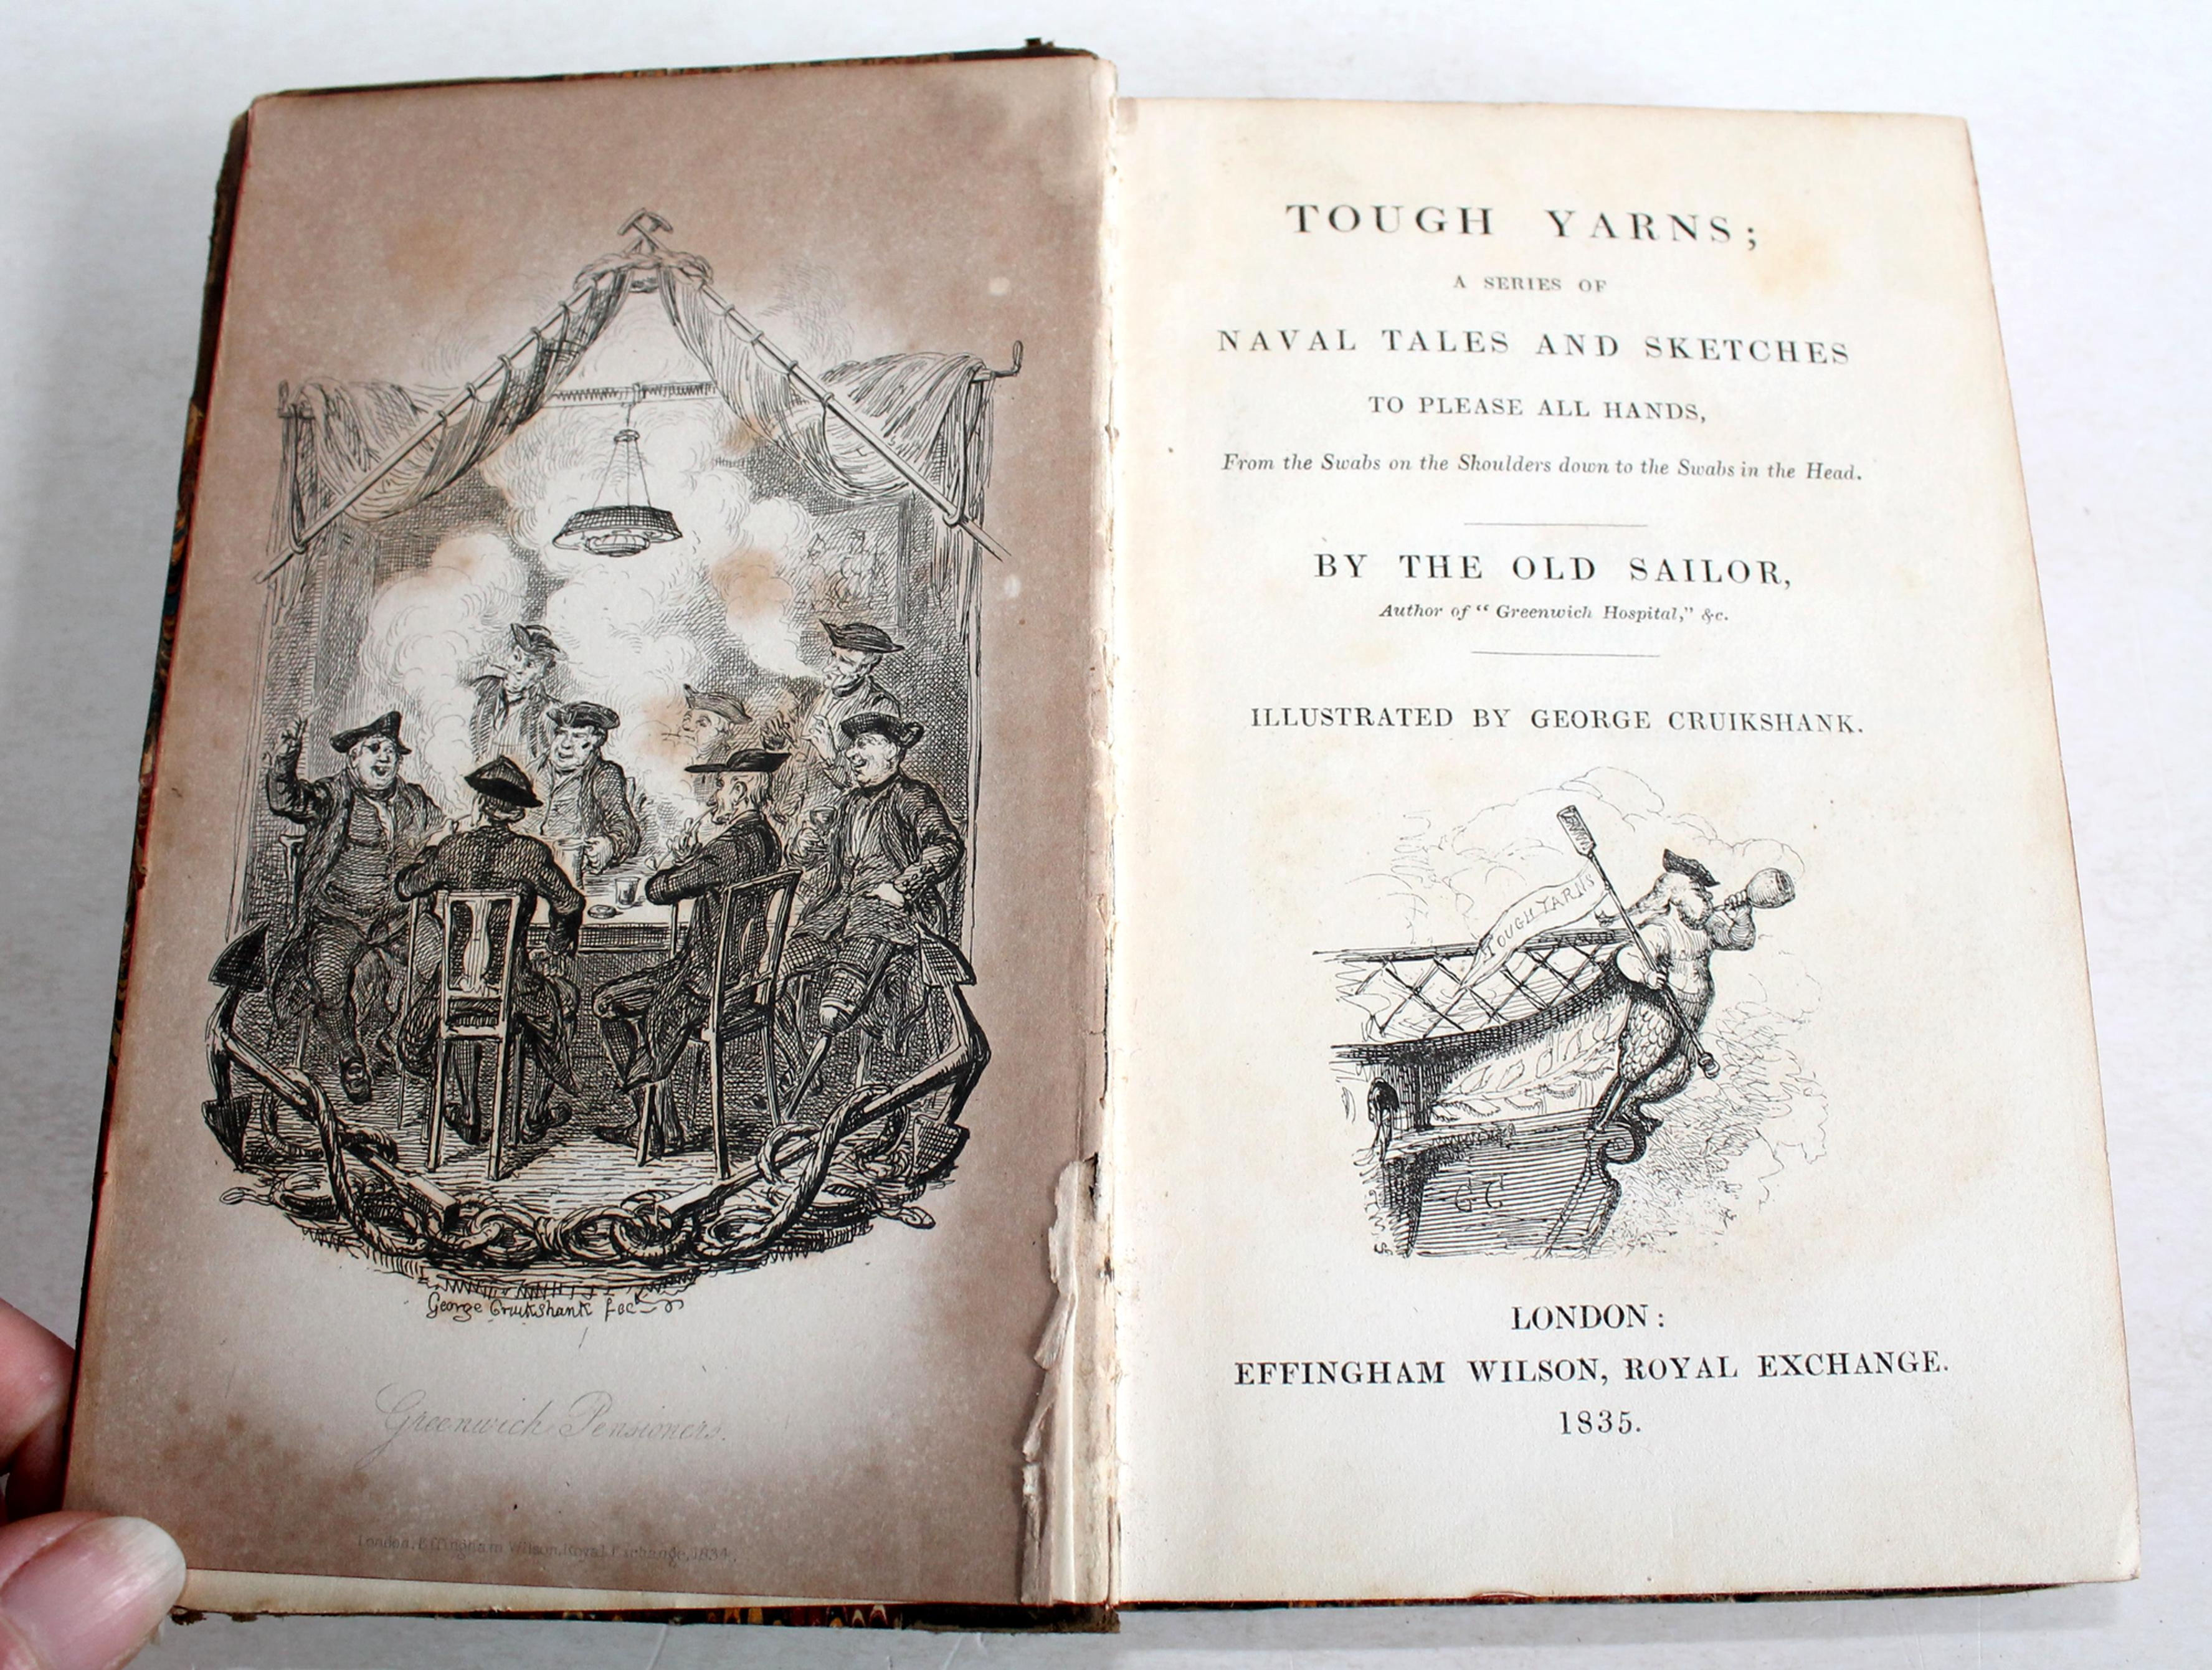 George Cruikshank fec
Greenwich Pensioners.
London, Effingham Wilson, Royal Exchange, 1834.
TOUGH YARNS;
A SERIES OF
NAVAL TALES AND SKETCHES
TO PLEASE ALL HANDS,
From the Swabs on the Shoulders down to the Swabs in the Head.
BY THE OLD SAILOR,
Author of “ Greenwich Hospital,” &c.
ILLUSTRATED BY GEORGE CRUIKSHANK.
TOUGH YARNS
GC
LONDON:
EFFINGHAM WILSON, ROYAL EXCHANGE.
1835.